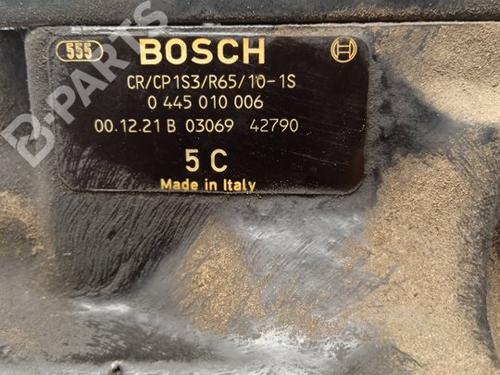 555 BOSCH
CR/CP1S3/R65/10-1S
0 445 010 006
00.12.21 B 03069 42790
5 C
Made in Italy
B-PARTS
B-PARTS